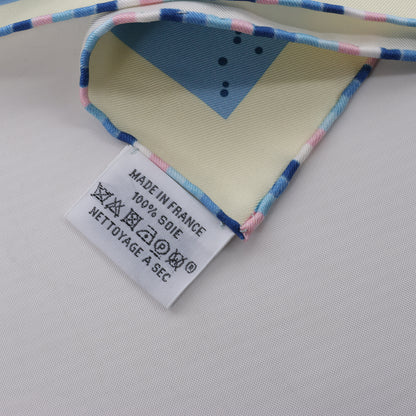 MADE IN FRANCE
100% SOIE
P ®
NETTOYAGE A SEC